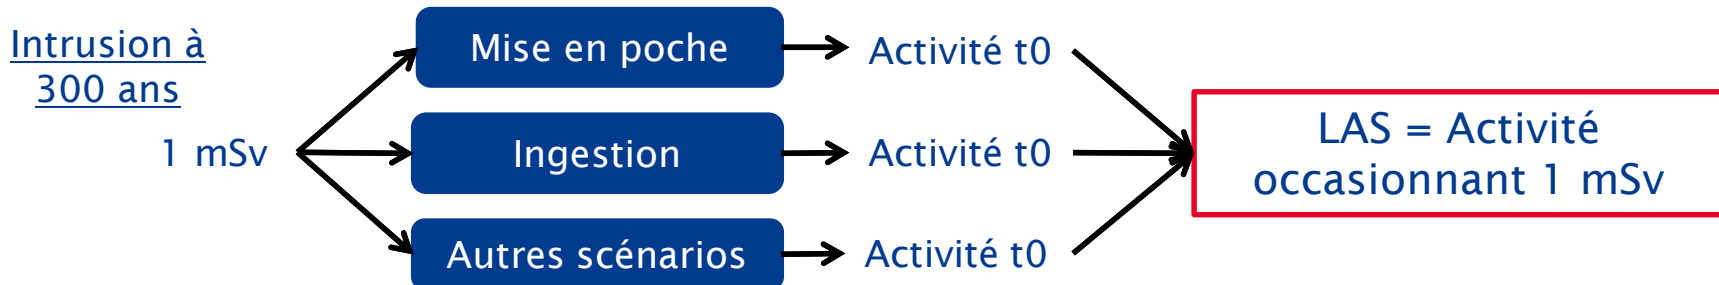 Intrusion à
300 ans
1 mSv
Mise en poche
Ingestion
Autres scénarios
Activité t0
Activité t0
Activité t0
LAS = Activité
occasionnant 1 mSv